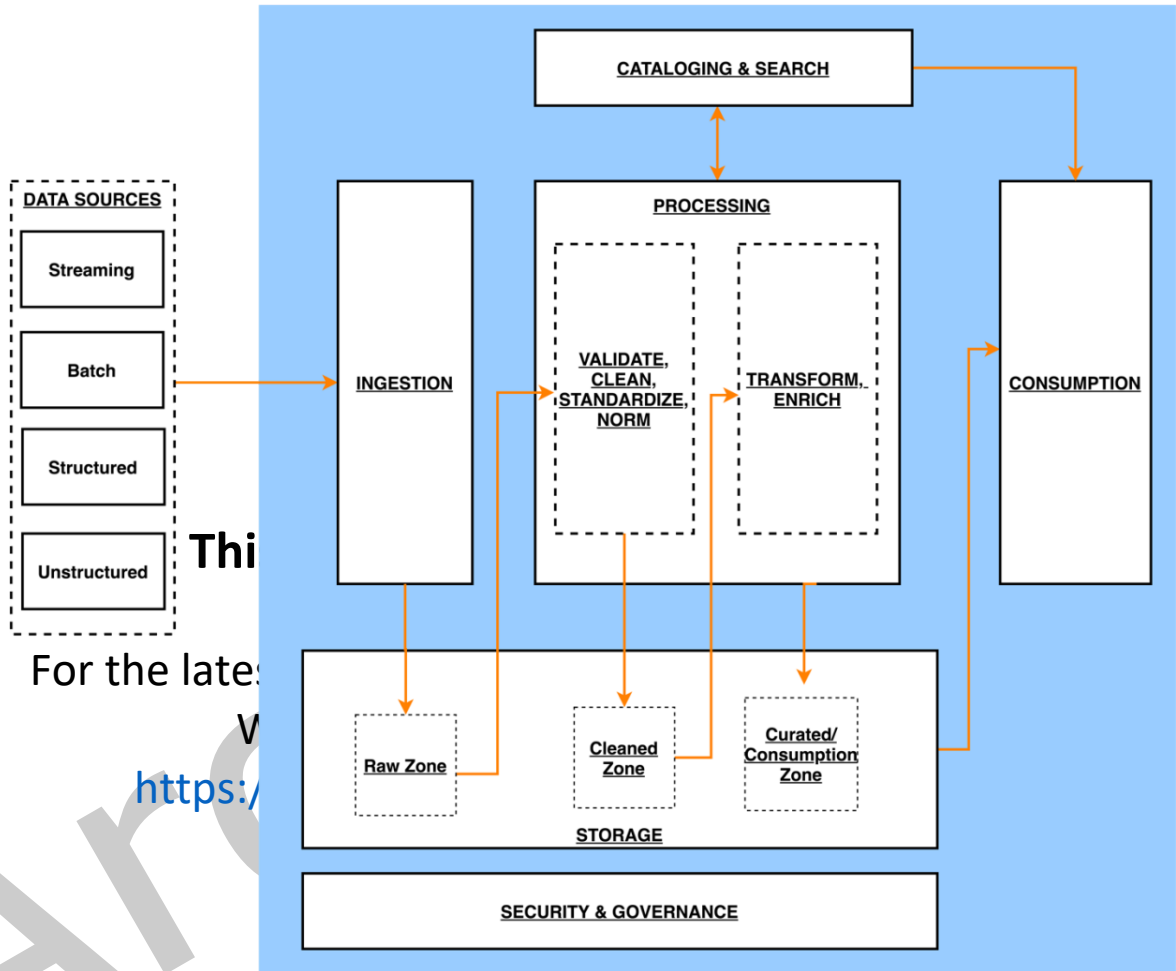 CATALOGING & SEARCH
DATA SOURCES
Streaming
Batch
Structured
Unstructured
INGESTION
PROCESSING
VALIDATE,
CLEAN,
STANDARDIZE,
NORM
TRANSFORM,
ENRICH
CONSUMPTION
Thi
For the lates
W
https:/
Raw Zone
Cleaned
Zone
Curated/
Consumption
Zone
STORAGE
SECURITY & GOVERNANCE
Arc